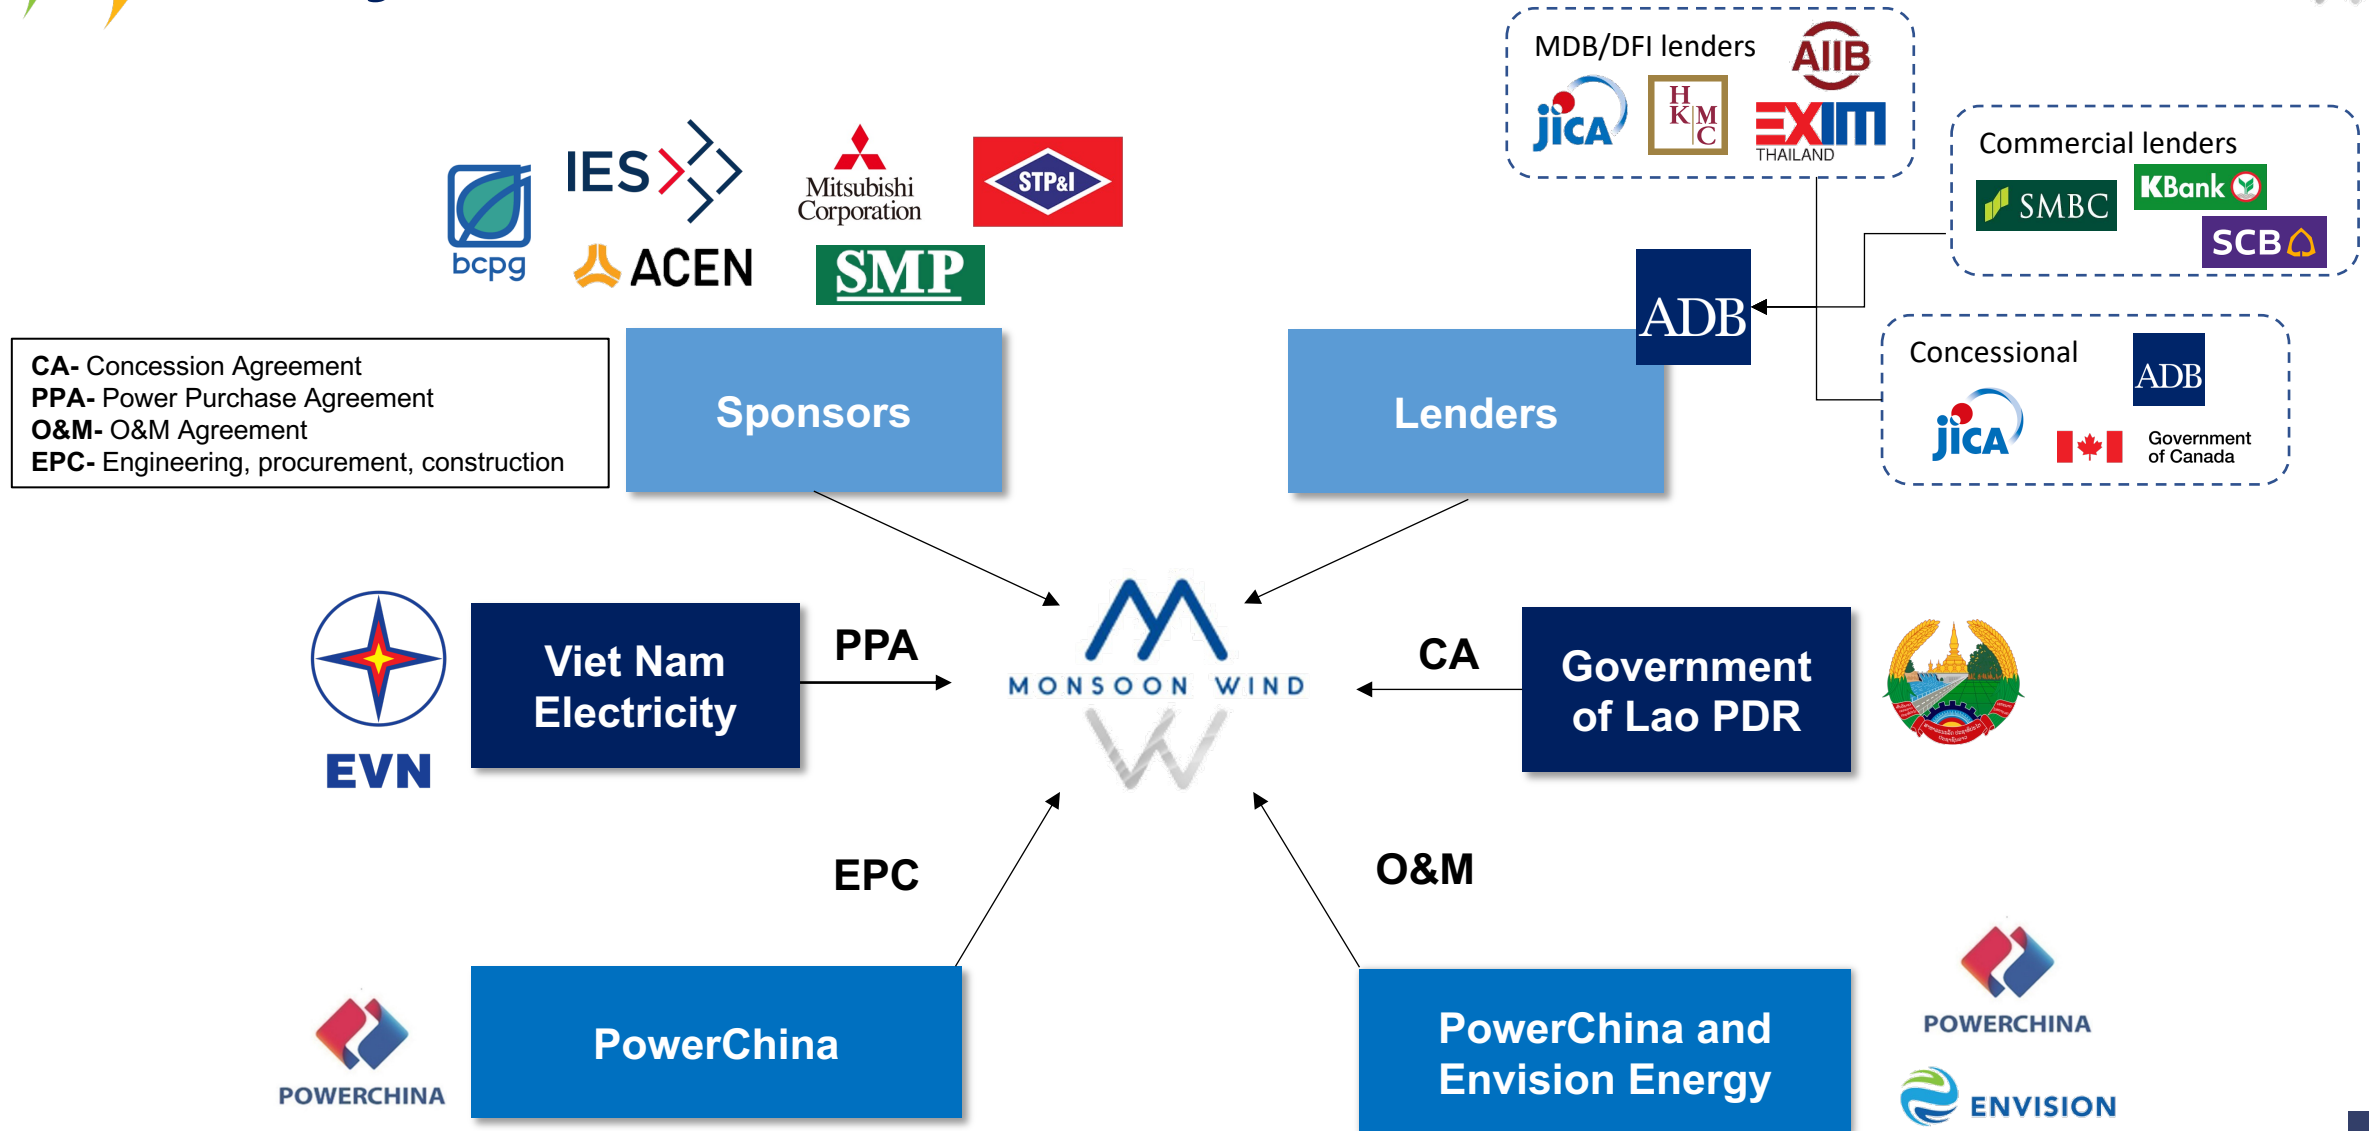 MDB/DFI lenders
AIIB
jICA
H
K M
C
EXIM
THAILAND
Commercial lenders
SMBC
KBank
SCB
bcpg
IES
Mitsubishi
Corporation
STP&I
ACEN
SMP
ADB
Concessional
ADB
jICA
Government
of Canada
CA- Concession Agreement
PPA- Power Purchase Agreement
O&M- O&M Agreement
EPC- Engineering, procurement, construction
Sponsors
Lenders
EVN
Viet Nam
Electricity
PPA
MONSOON WIND
CA
Government
of Lao PDR
EPC
O&M
POWERCHINA
PowerChina
PowerChina and
Envision Energy
POWERCHINA
ENVISION